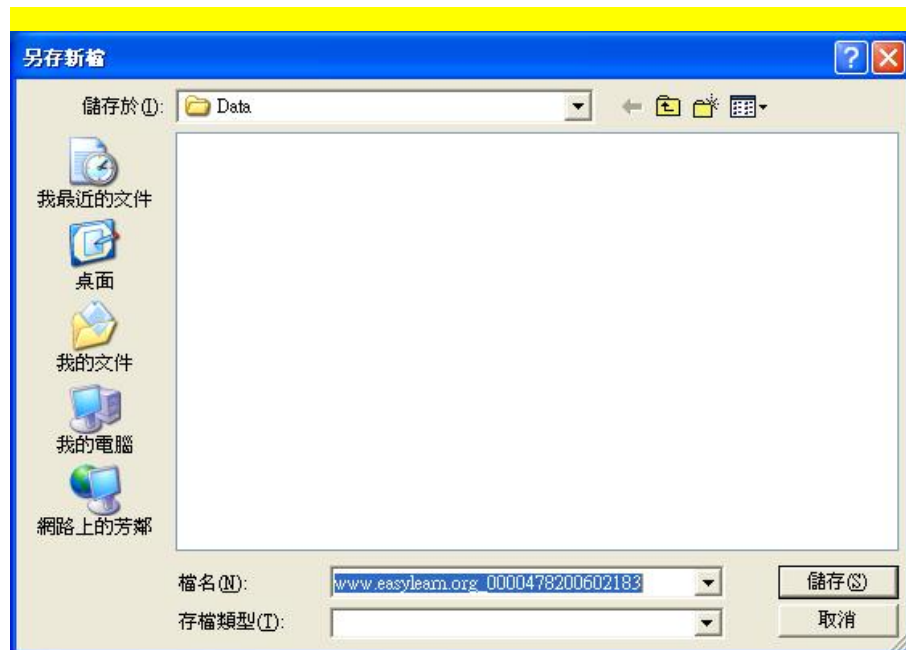 另存新檔
儲存於(I): Data
我最近的文件
桌面
我的文件
我的電腦
網路上的芳鄰
檔名(N): www.easylearn.org_0000478200602183 儲存(S)
存檔類型(T): 取消